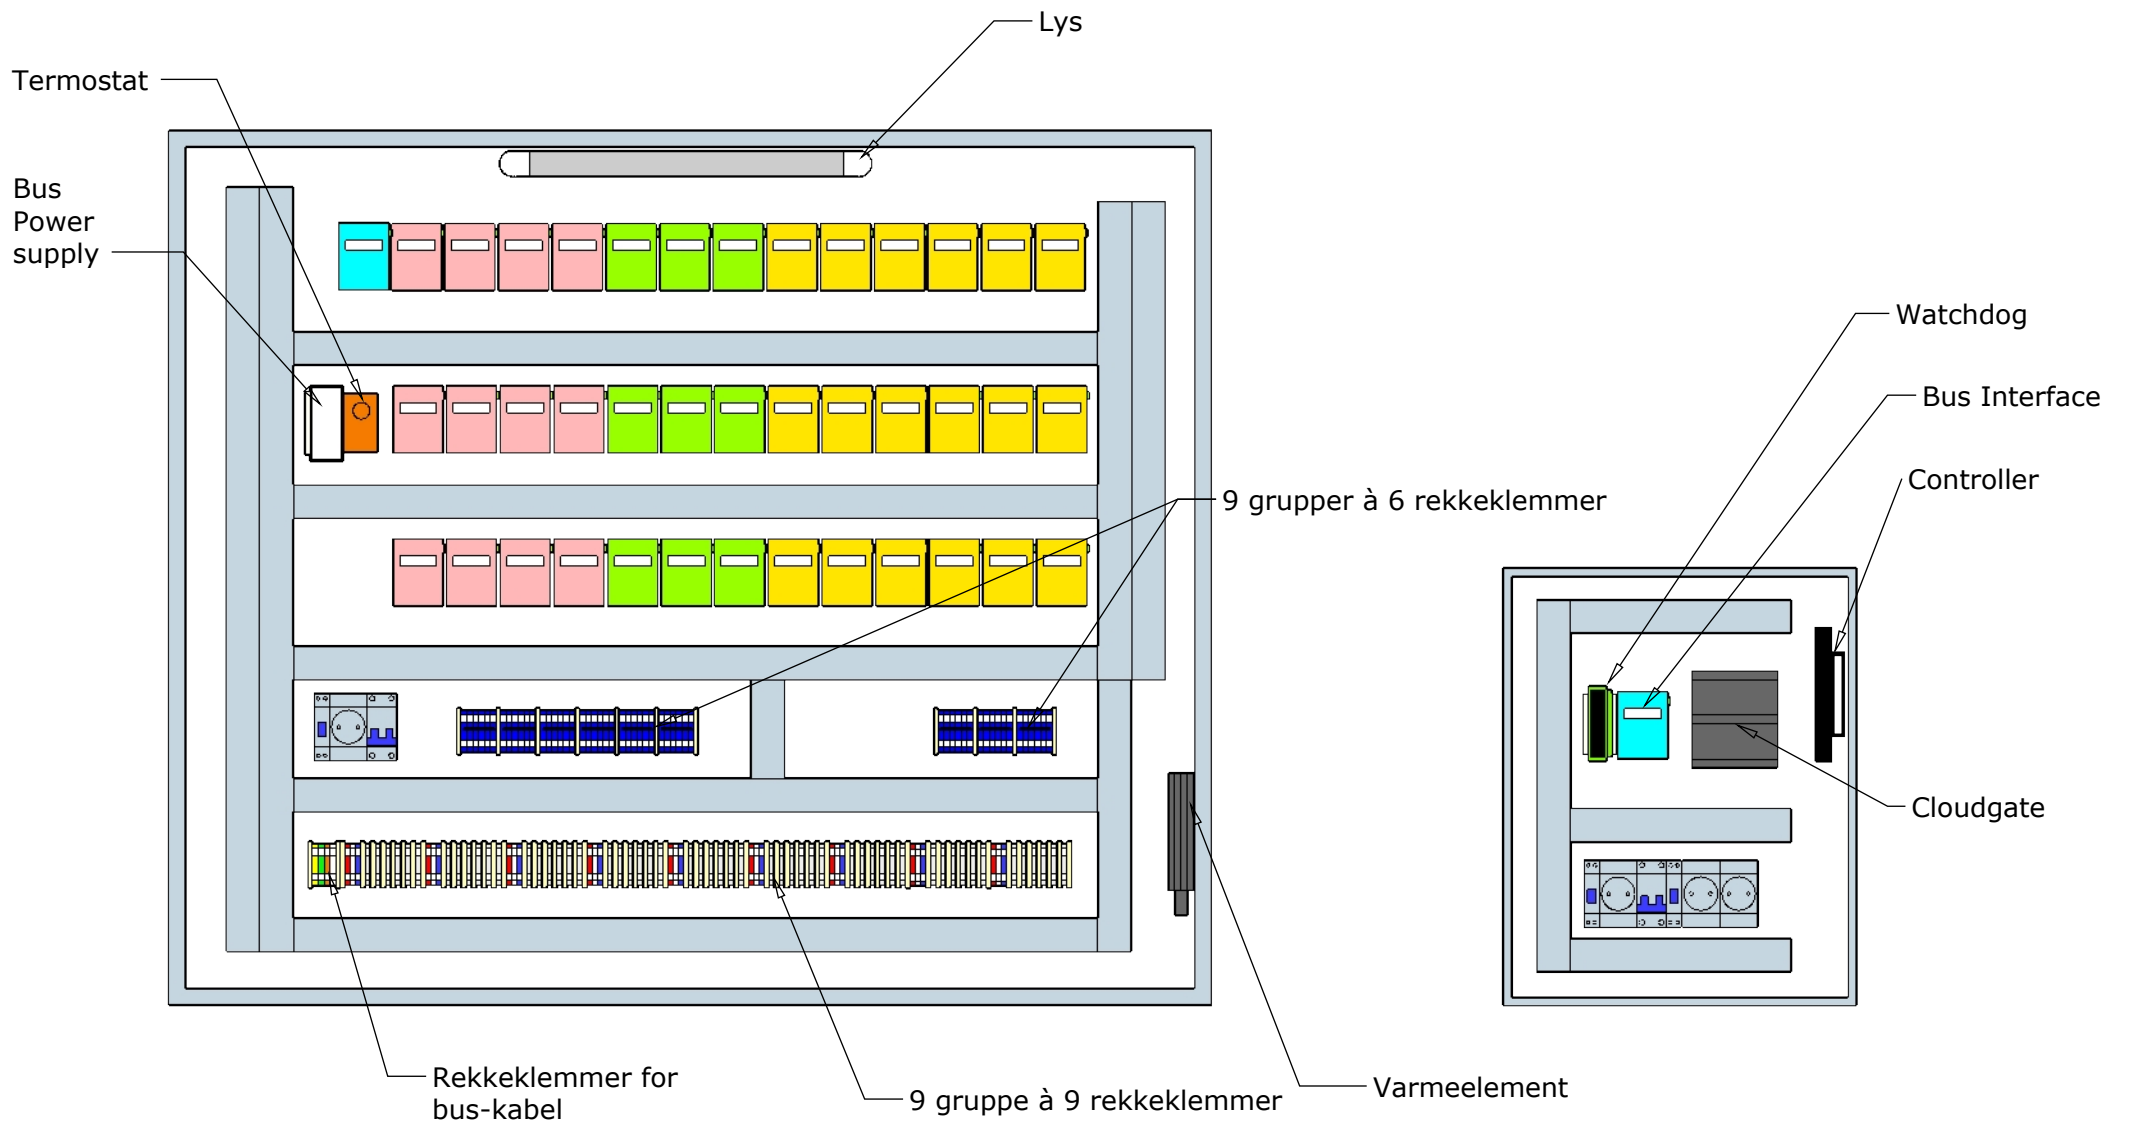 Lys
Termostat
Bus
Power
supply
Watchdog
Bus Interface
Controller
9 grupper à 6 rekkeklemmer
Cloudgate
Rekkeklemmer for
bus-kabel
9 gruppe à 9 rekkeklemmer
Varmeelement